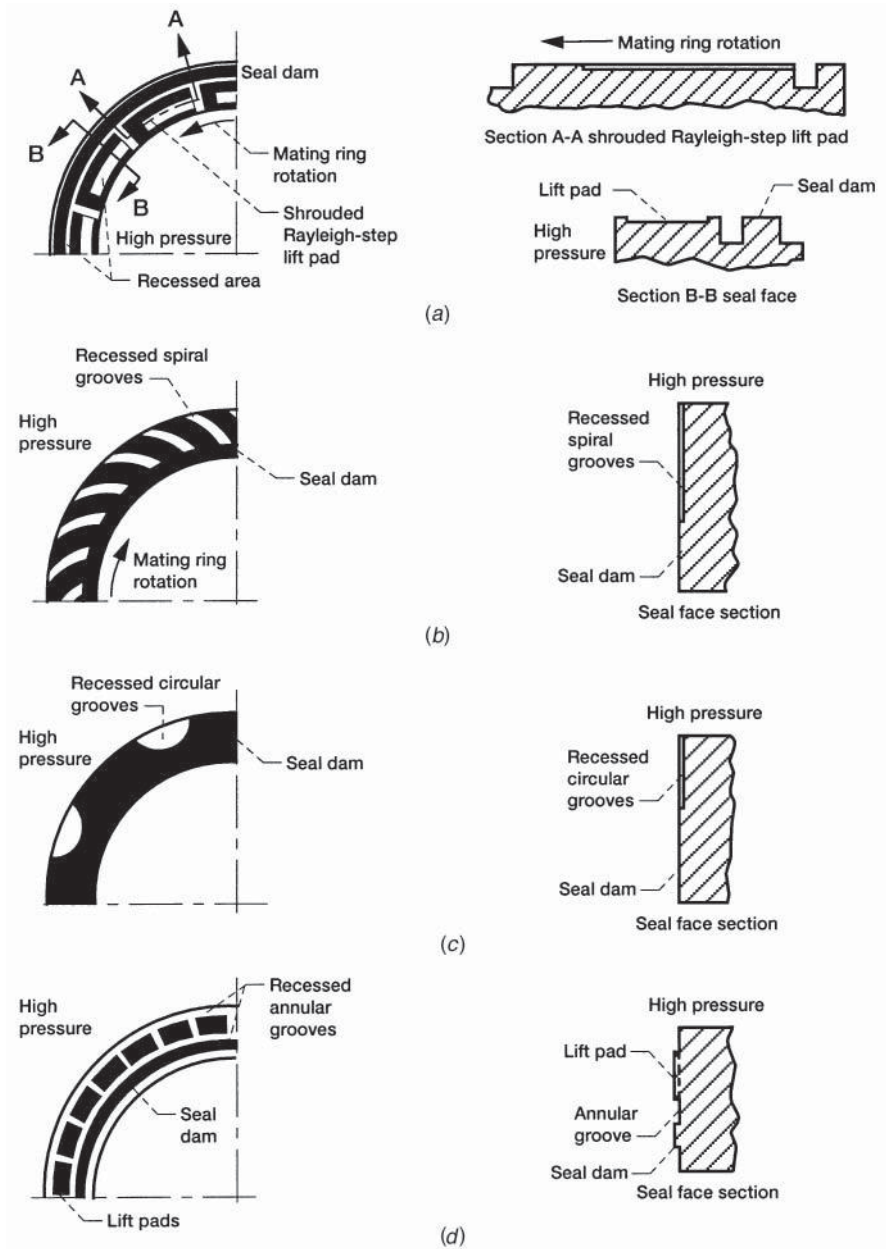 A
A
Seal dam
B
B
Mating ring
rotation
Shrouded
Rayleigh-step
lift pad
High pressure
Recessed area
Mating ring rotation
Section A-A shrouded Rayleigh-step lift pad
Lift pad
Seal dam
High
pressure
Section B-B seal face
(a)
Recessed spiral
grooves
High
pressure
Seal dam
Mating ring
rotation
High pressure
Recessed
spiral
grooves
Seal dam
Seal face section
(b)
Recessed circular
grooves
High
pressure
Seal dam
High pressure
Recessed
circular
grooves
Seal dam
Seal face section
(c)
High
pressure
Recessed
annular
grooves
Seal
dam
Lift pads
High pressure
Lift pad
Annular
groove
Seal dam
Seal face section
(d)